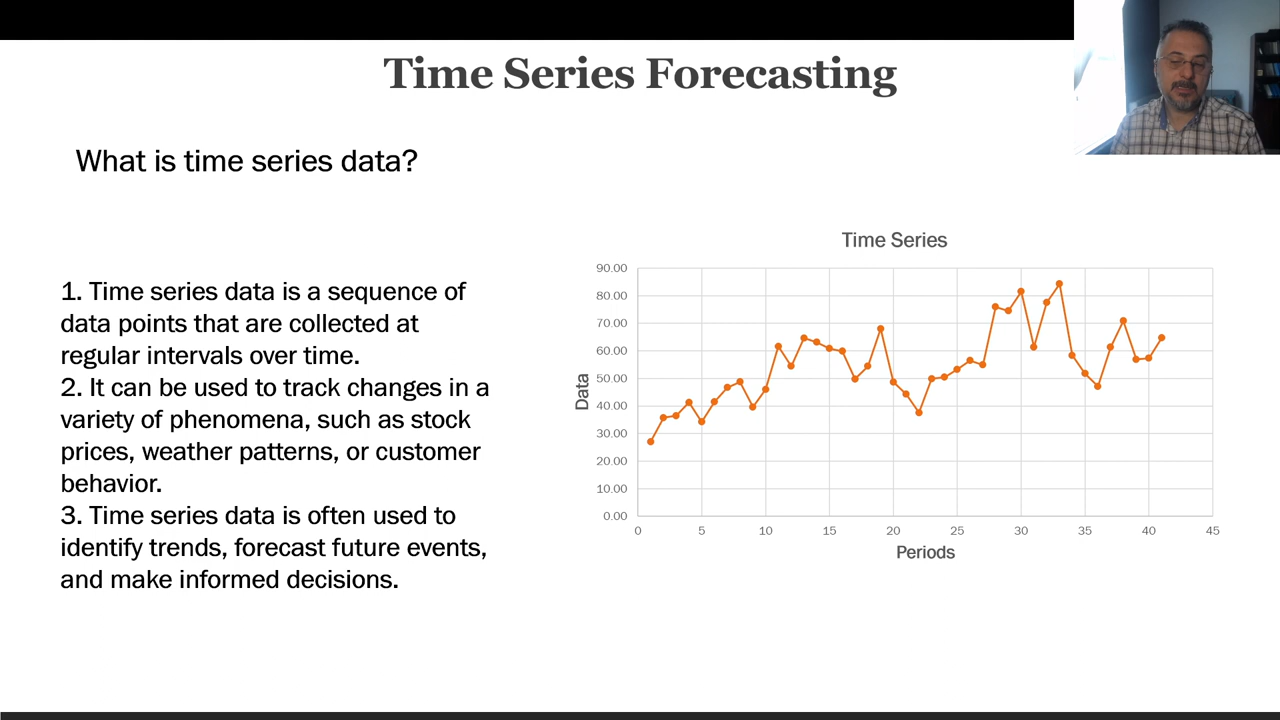 Time Series Forecasting
What is time series data?
1. Time series data is a sequence of
data points that are collected at
regular intervals over time.
2. It can be used to track changes in a
variety of phenomena, such as stock
prices, weather patterns, or customer
behavior.
3. Time series data is often used to
identify trends, forecast future events,
and make informed decisions.
Time Series
90.00
80.00
70.00
60.00
50.00
40.00
30.00
20.00
10.00
0.00
Data
0 5 10 15 20 25 30 35 40 45
Periods